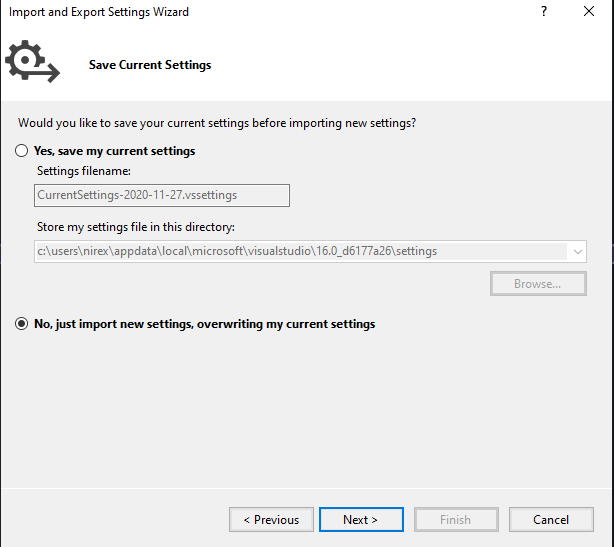 Import and Export Settings Wizard
?
Save Current Settings
Would you like to save your current settings before importing new settings?
Yes, save my current settings
Settings filename:
CurrentSettings-2020-11-27.vssettings
Store my settings file in this directory:
c:\users\nirex\appdata\local\microsoft\visualstudio\16.0_d6177a26\settings
Browse...
No, just import new settings, overwriting my current settings
< Previous Next > Finish Cancel